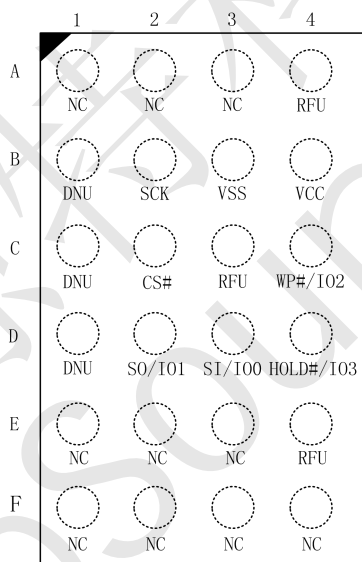 1 2 3 4
A
NC NC NC RFU
B
DNU SCK VSS VCC
C
DNU CS# RFU WP#/IO2
D
DNU SO/IO1 SI/IO0 HOLD#/IO3
E
NC NC NC RFU
F
NC NC NC NC